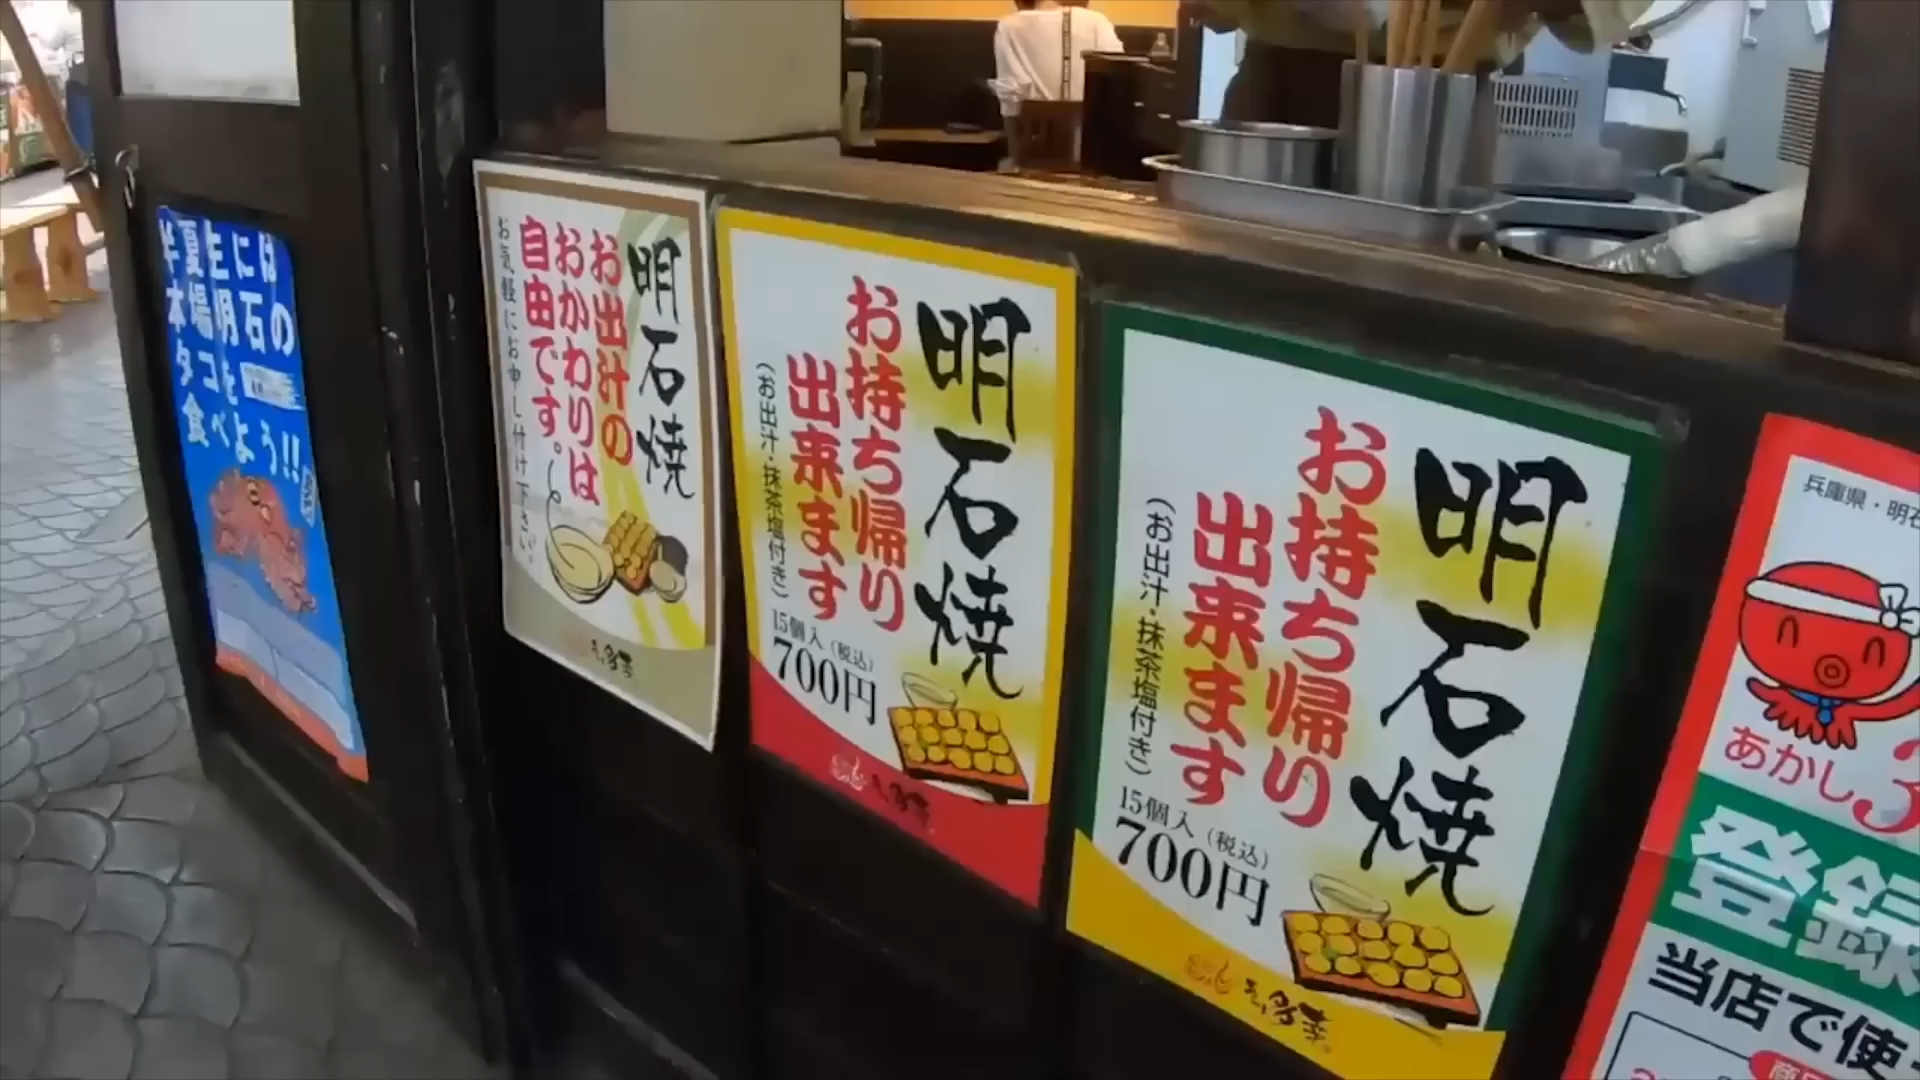 半夏生には
本場明石の
タコを
食べよう!!
明石焼
お出汁の
おかわりは
自由です。
お気軽にお申し付け下さい。
明石焼
お持ち帰り
出来ます
(お出汁・抹茶塩付き)
15個入(税込)
700円
明石焼
お持ち帰り
出来ます
(お出汁・抹茶塩付き)
15個入(税込)
700円
兵庫県・明石
あかし
登録
当店で使